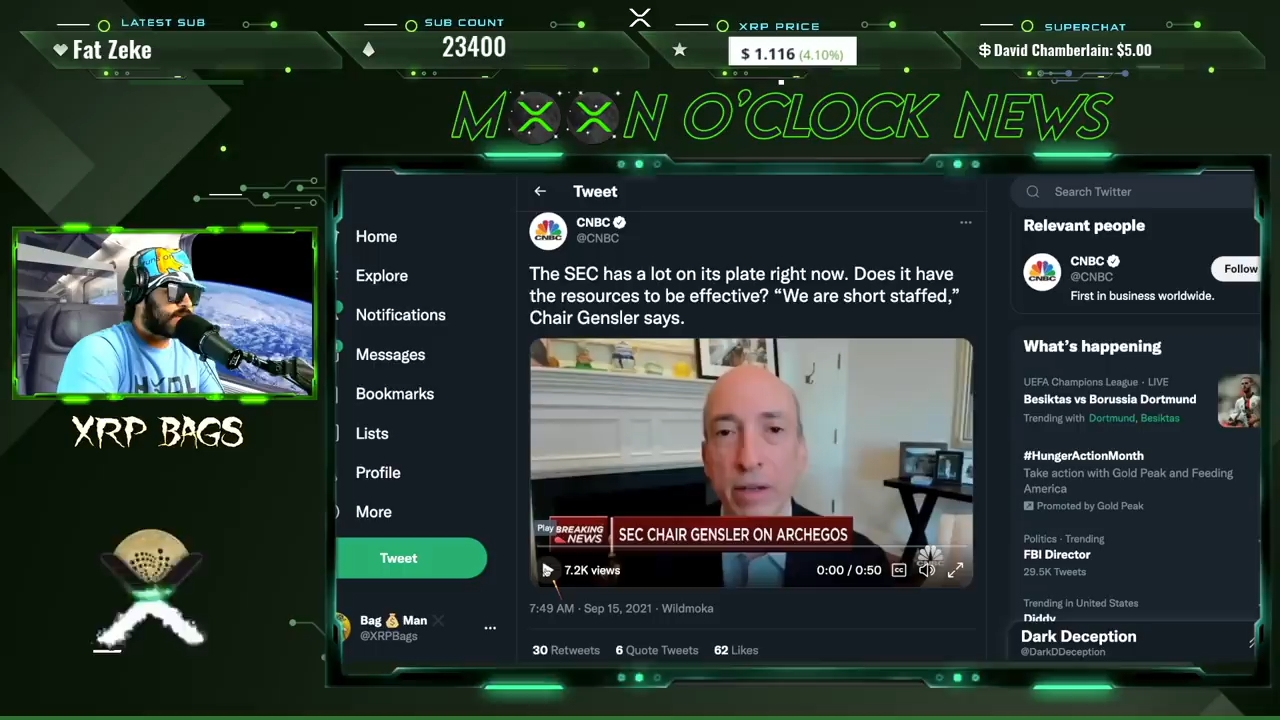 LATEST SUB
Fat Zeke
SUB COUNT
23400
XRP PRICE
$ 1.116 (4.10%)
SUPERCHAT
David Chamberlain: $5.00
MOON O'CLOCK NEWS
XRP BAGS
Home
Explore
Notifications
Messages
Bookmarks
Lists
Profile
More
Tweet
Bag 💰 Man
@XRPBags
Tweet
CNBC
@CNBC
The SEC has a lot on its plate right now. Does it have
the resources to be effective? “We are short staffed,”
Chair Gensler says.
Play
BREAKING
NEWS
SEC CHAIR GENSLER ON ARCHEGOS
7.2K views
0:00 / 0:50
CC
7:49 AM · Sep 15, 2021 · Wildmoka
30 Retweets 6 Quote Tweets 62 Likes
Search Twitter
Relevant people
CNBC
@CNBC
Follow
First in business worldwide.
What’s happening
UEFA Champions League · LIVE
Besiktas vs Borussia Dortmund
Trending with Dortmund, Besiktas
#HungerActionMonth
Take action with Gold Peak and Feeding
America
Promoted by Gold Peak
Politics · Trending
FBI Director
29.5K Tweets
Trending in United States
Diddy
Dark Deception
@DarkDDeception